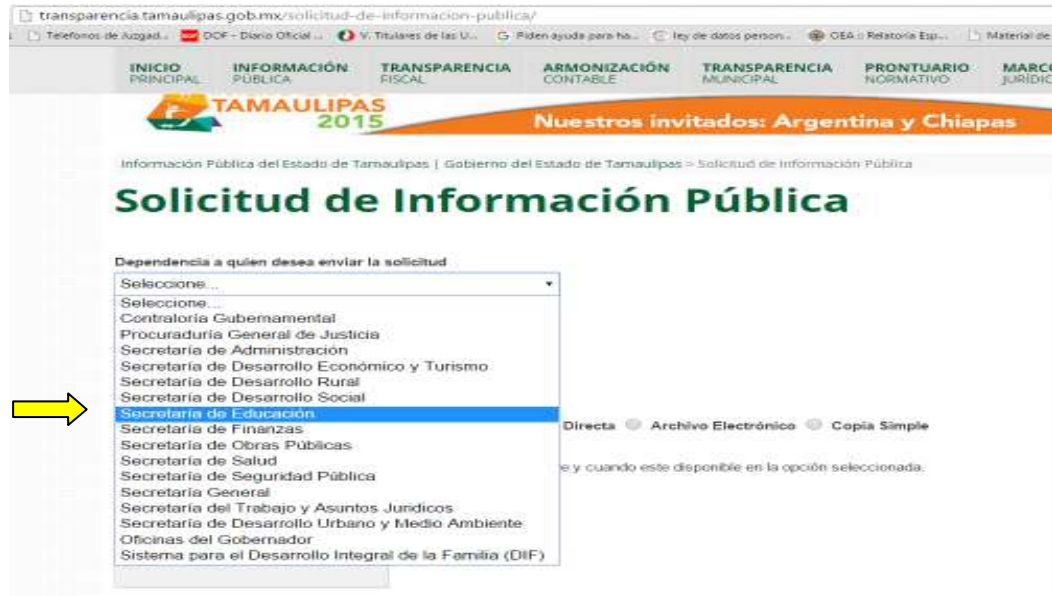 transparencia.tamaulipas.gob.mx/solicitud-de-informacion-publica/
Telefonos de Juzgad... DOF - Diario Oficial ... V. Titulares de las U... Piden ayuda para ha... ley de datos person... OEA :: Relatoría Esp... Material de
INICIO INFORMACIÓN TRANSPARENCIA ARMONIZACIÓN TRANSPARENCIA PRONTUARIO MARCO
PRINCIPAL PÚBLICA FISCAL CONTABLE MUNICIPAL NORMATIVO JURÍDIC
TAMAULIPAS
2015
Nuestros invitados: Argentina y Chiapas
Información Pública del Estado de Tamaulipas | Gobierno del Estado de Tamaulipas > Solicitud de Información Pública
Solicitud de Información Pública
Dependencia a quien desea enviar la solicitud
Seleccione...
Seleccione...
Contraloría Gubernamental
Procuraduría General de Justicia
Secretaría de Administración
Secretaría de Desarrollo Económico y Turismo
Secretaría de Desarrollo Rural
Secretaría de Desarrollo Social
Secretaría de Educación
Secretaría de Finanzas
Directa Archivo Electrónico Copia Simple
Secretaría de Obras Públicas
Secretaría de Salud
e y cuando este disponible en la opción seleccionada.
Secretaría de Seguridad Pública
Secretaría General
Secretaría del Trabajo y Asuntos Juridicos
Secretaría de Desarrollo Urbano y Medio Ambiente
Oficinas del Gobernador
Sistema para el Desarrollo Integral de la Familia (DIF)